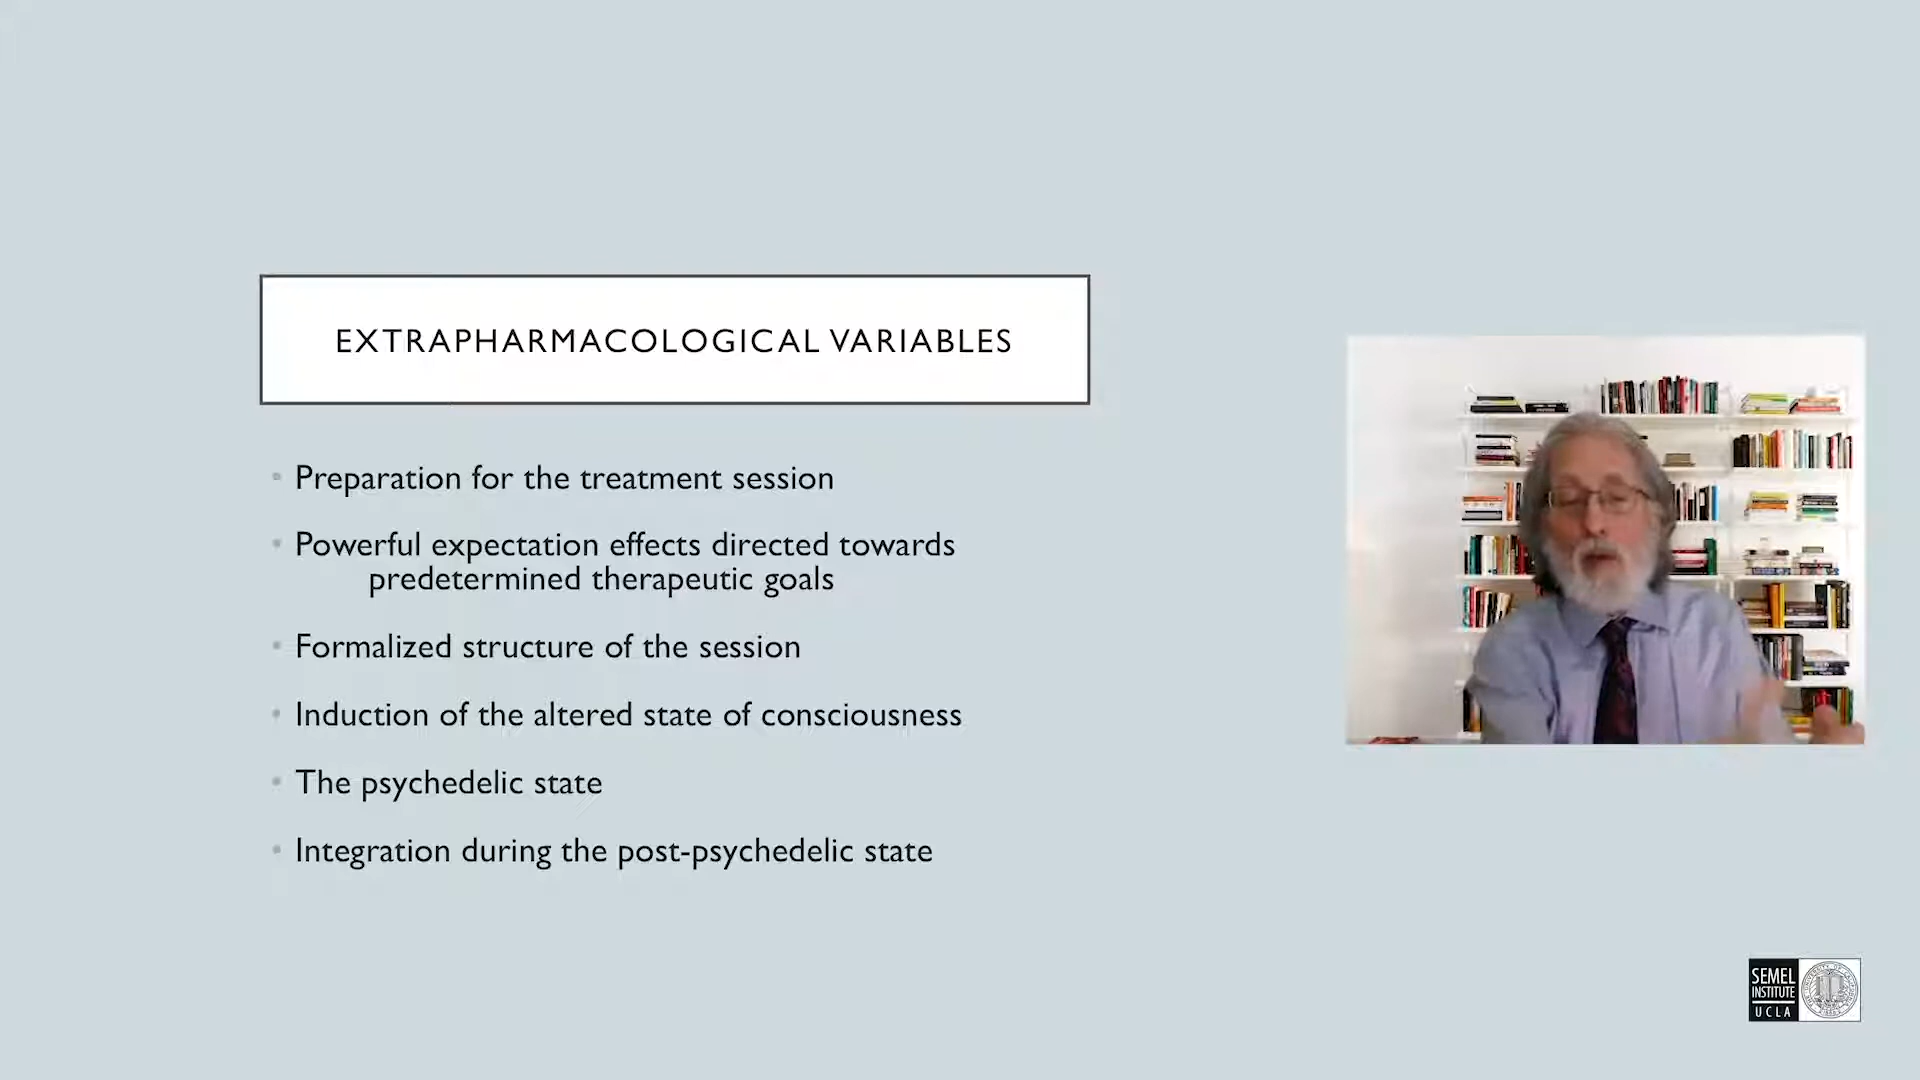 EXTRAPHARMACOLOGICAL VARIABLES
• Preparation for the treatment session
• Powerful expectation effects directed towards
predetermined therapeutic goals
• Formalized structure of the session
• Induction of the altered state of consciousness
• The psychedelic state
• Integration during the post-psychedelic state
SEMEL
INSTITUTE
UCLA